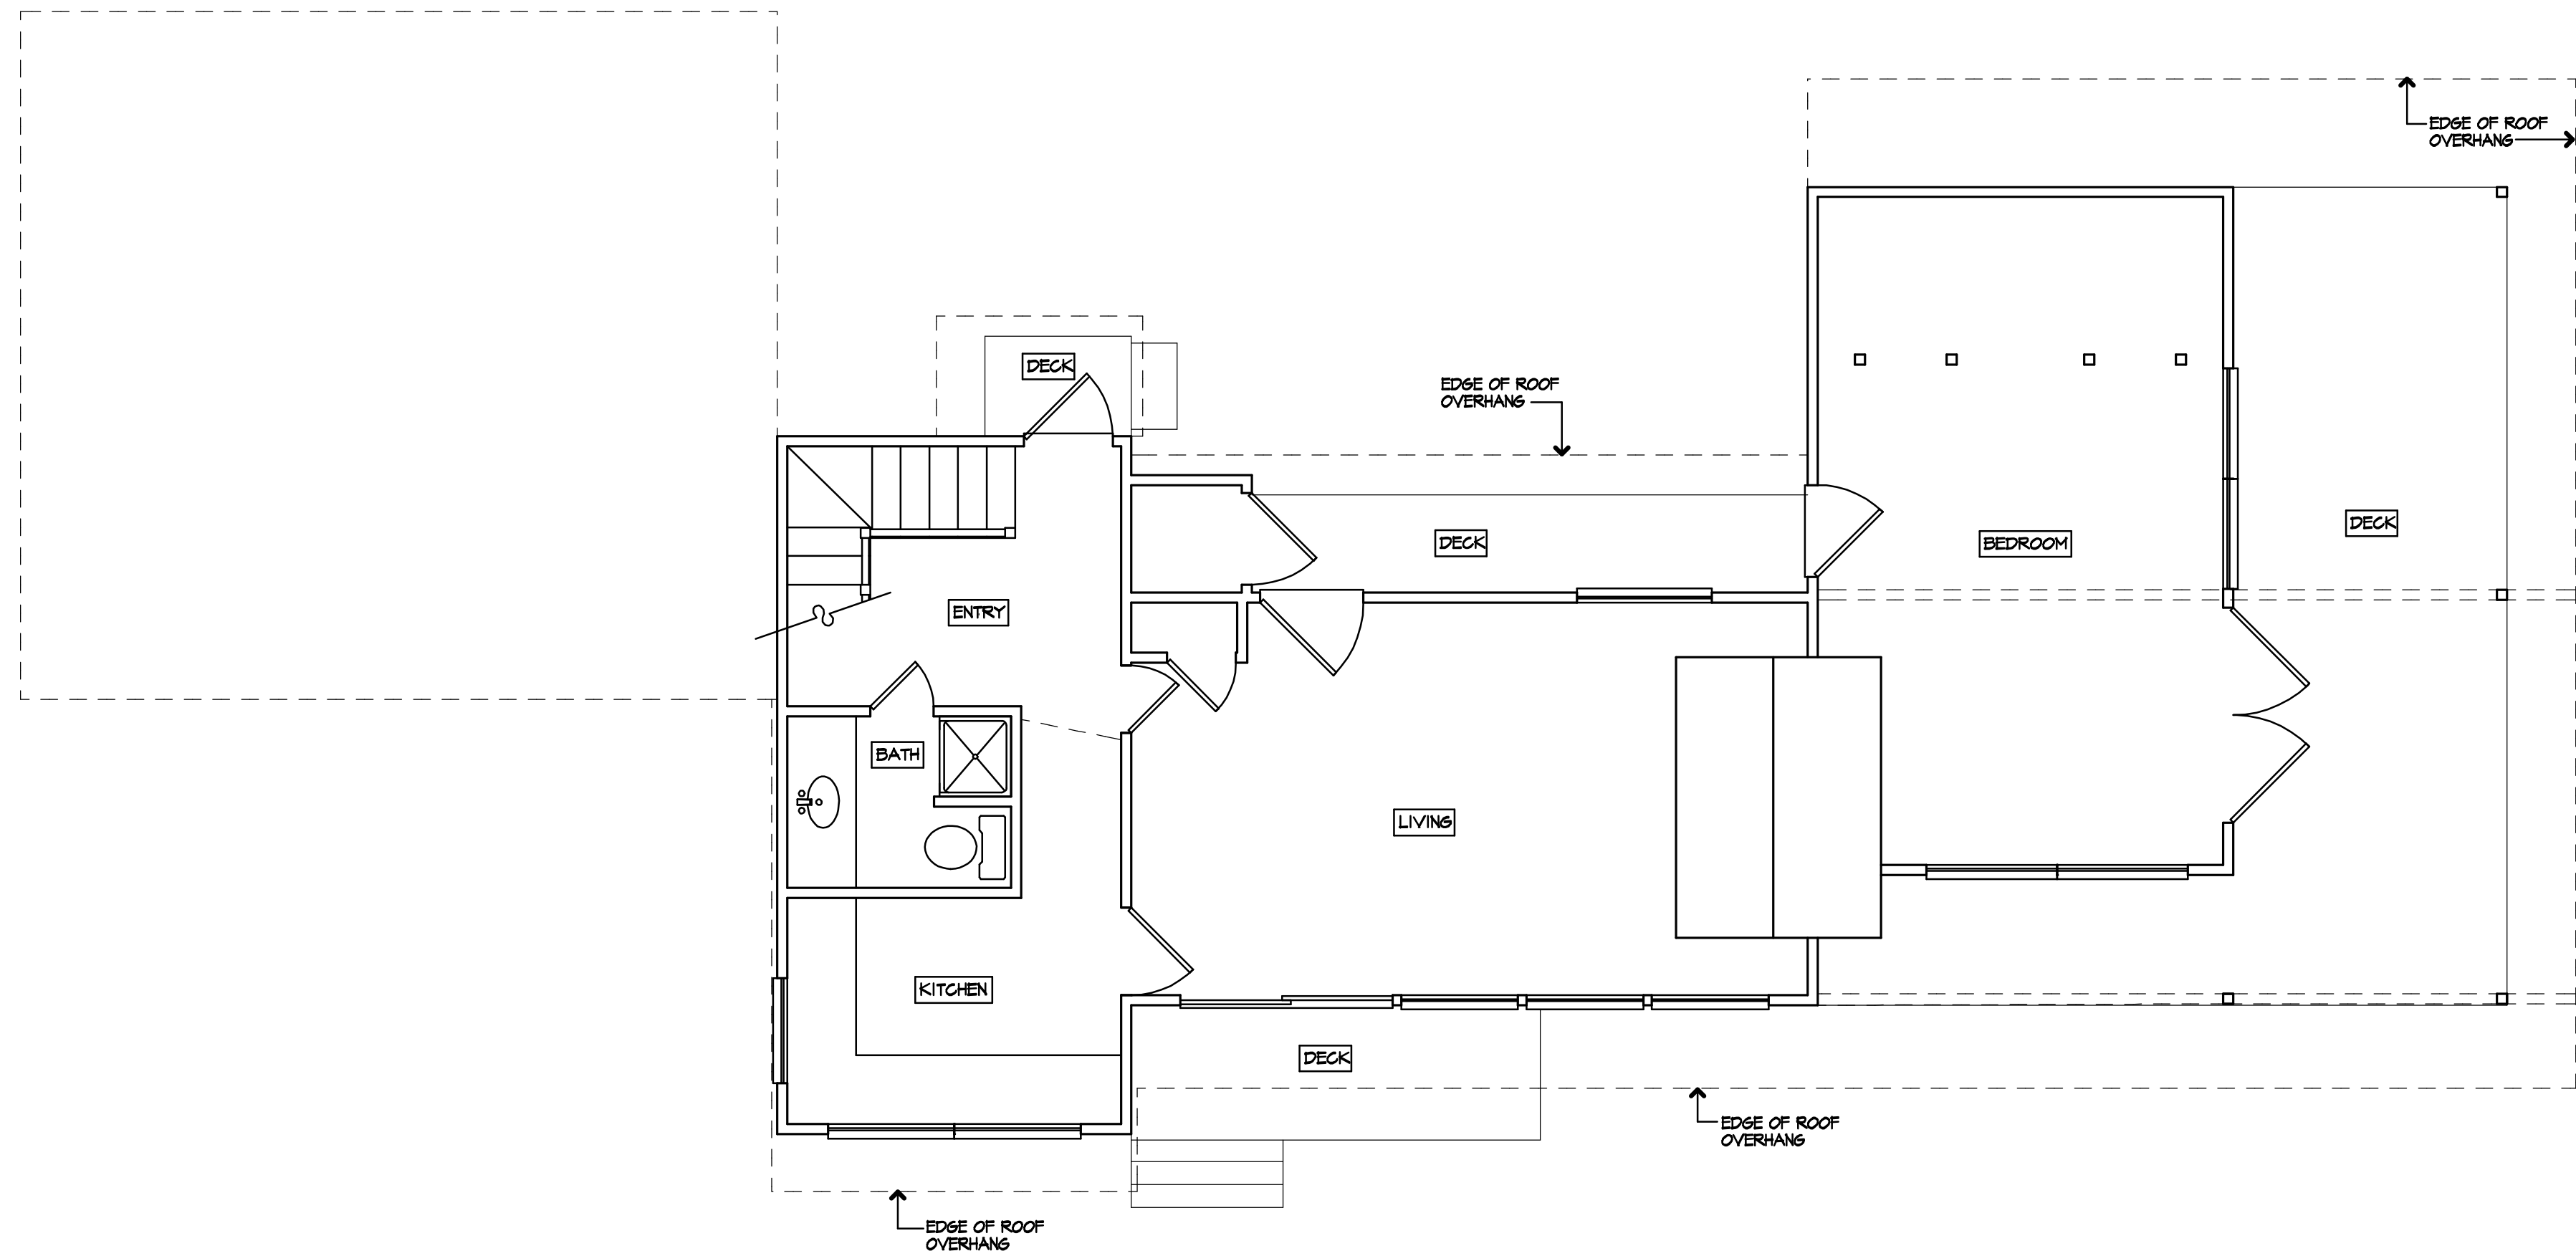 EDGE OF ROOF
OVERHANG
DECK
EDGE OF ROOF
OVERHANG
DECK
DECK
BEDROOM
ENTRY
BATH
LIVING
KITCHEN
DECK
EDGE OF ROOF
OVERHANG
EDGE OF ROOF
OVERHANG